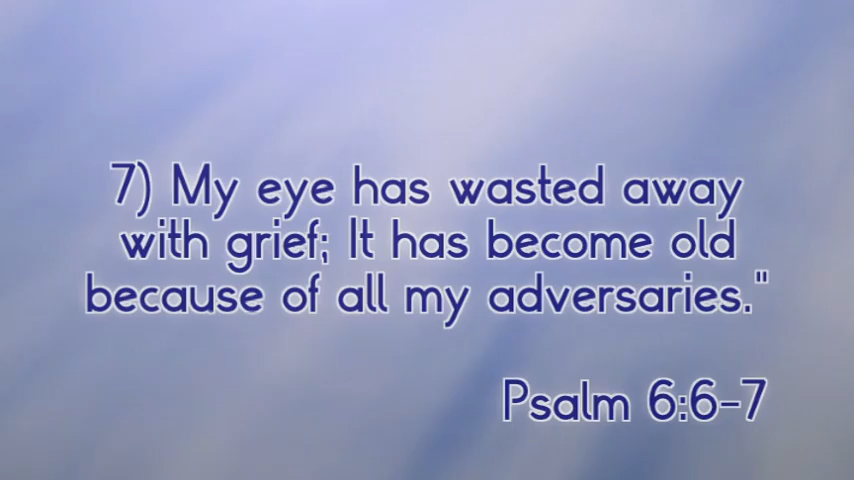 7) My eye has wasted away
with grief; It has become old
because of all my adversaries."
Psalm 6:6-7